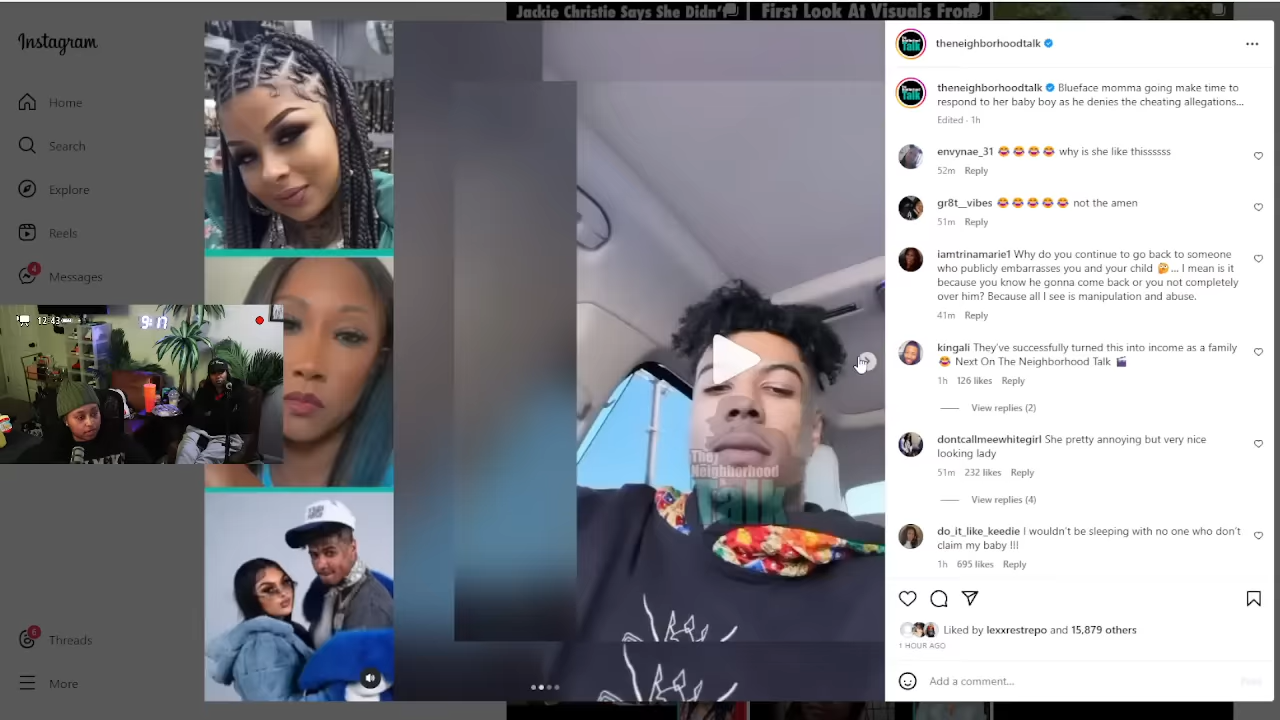 Jackie Christie Says She Didn'
First Look At Visuals From
Instagram
Home
Search
Explore
Reels
4
Messages
12:43
6
Threads
More
The
Neighborhood
Talk
theneighborhoodtalk
theneighborhoodtalk Blueface momma going make time to
respond to her baby boy as he denies the cheating allegations...
Edited · 1h
envynae_31 😂 😂 😂 😂 why is she like thissssss
52m Reply
gr8t__vibes 😂 😂 😂 😂 😂 not the amen
51m Reply
iamtrinamarie1 Why do you continue to go back to someone
who publicly embarrasses you and your child 🤔... I mean is it
because you know he gonna come back or you not completely
over him? Because all I see is manipulation and abuse.
41m Reply
kingali They've successfully turned this into income as a family
😂 Next On The Neighborhood Talk 🎬
1h 126 likes Reply
View replies (2)
dontcallmeewhitegirl She pretty annoying but very nice
looking lady
51m 232 likes Reply
View replies (4)
do_it_like_keedie I wouldn't be sleeping with no one who don't
claim my baby !!!
1h 695 likes Reply
Liked by lexxrestrepo and 15,879 others
1 HOUR AGO
Add a comment...
Post